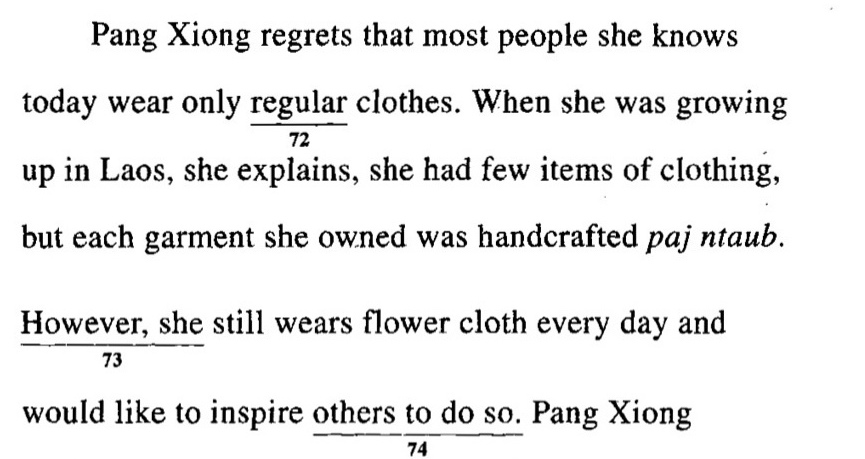 Pang Xiong regrets that most people she knows
today wear only regular clothes. When she was growing
72
up in Laos, she explains, she had few items of clothing,
but each garment she owned was handcrafted paj ntaub.
However, she still wears flower cloth every day and
73
would like to inspire others to do so. Pang Xiong
74